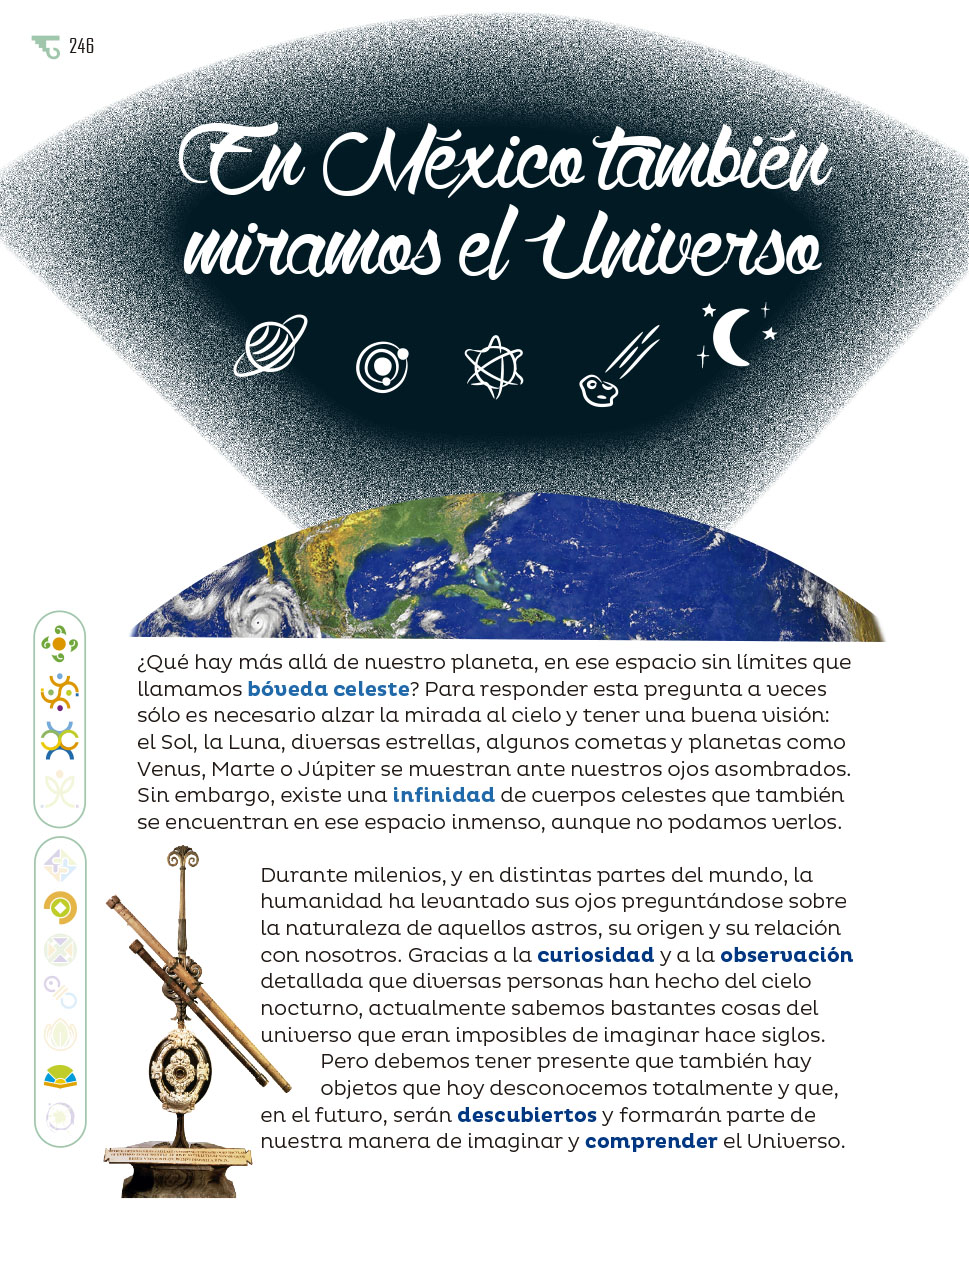 246
En México también
miramos el Universo
¿Qué hay más allá de nuestro planeta, en ese espacio sin límites que
llamamos bóveda celeste? Para responder esta pregunta a veces
sólo es necesario alzar la mirada al cielo y tener una buena visión:
el Sol, la Luna, diversas estrellas, algunos cometas y planetas como
Venus, Marte o Júpiter se muestran ante nuestros ojos asombrados.
Sin embargo, existe una infinidad de cuerpos celestes que también
se encuentran en ese espacio inmenso, aunque no podamos verlos.
Durante milenios, y en distintas partes del mundo, la
humanidad ha levantado sus ojos preguntándose sobre
la naturaleza de aquellos astros, su origen y su relación
con nosotros. Gracias a la curiosidad y a la observación
detallada que diversas personas han hecho del cielo
nocturno, actualmente sabemos bastantes cosas del
universo que eran imposibles de imaginar hace siglos.
Pero debemos tener presente que también hay
objetos que hoy desconocemos totalmente y que,
en el futuro, serán descubiertos y formarán parte de
nuestra manera de imaginar y comprender el Universo.